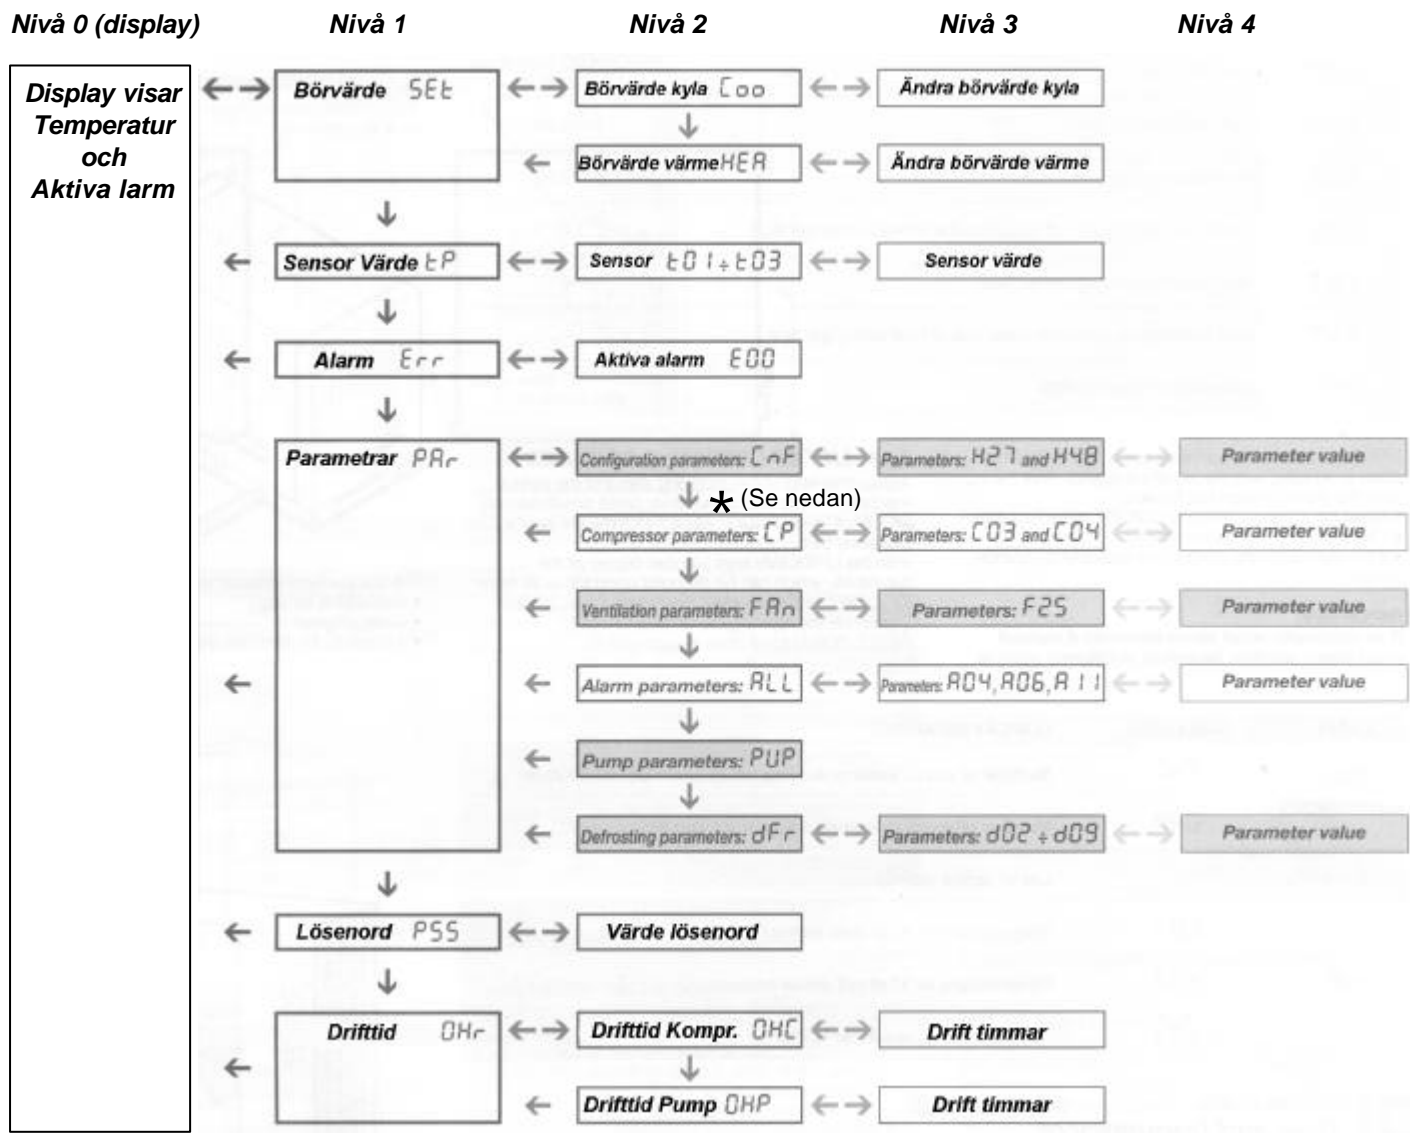 Nivå 0 (display) Nivå 1 Nivå 2 Nivå 3 Nivå 4
Display visar
Temperatur
och
Aktiva larm
Börvärde SEt Börvärde kyla Coo Ändra börvärde kyla
Börvärde värme HEA Ändra börvärde värme
Sensor Värde tP Sensor t01÷t03 Sensor värde
Alarm Err Aktiva alarm E00
Parametrar PAr Configuration parameters: CnF Parameters: H27 and H48 Parameter value
* (Se nedan)
Compressor parameters: CP Parameters: C03 and C04 Parameter value
Ventilation parameters: FAn Parameters: F25 Parameter value
Alarm parameters: ALL Parameters: A04, A06, A11 Parameter value
Pump parameters: PUP
Defrosting parameters: dFr Parameters: d02÷d09 Parameter value
Lösenord PSS Värde lösenord
Drifttid OHr Drifttid Kompr. OHC Drift timmar
Drifttid Pump OHP Drift timmar